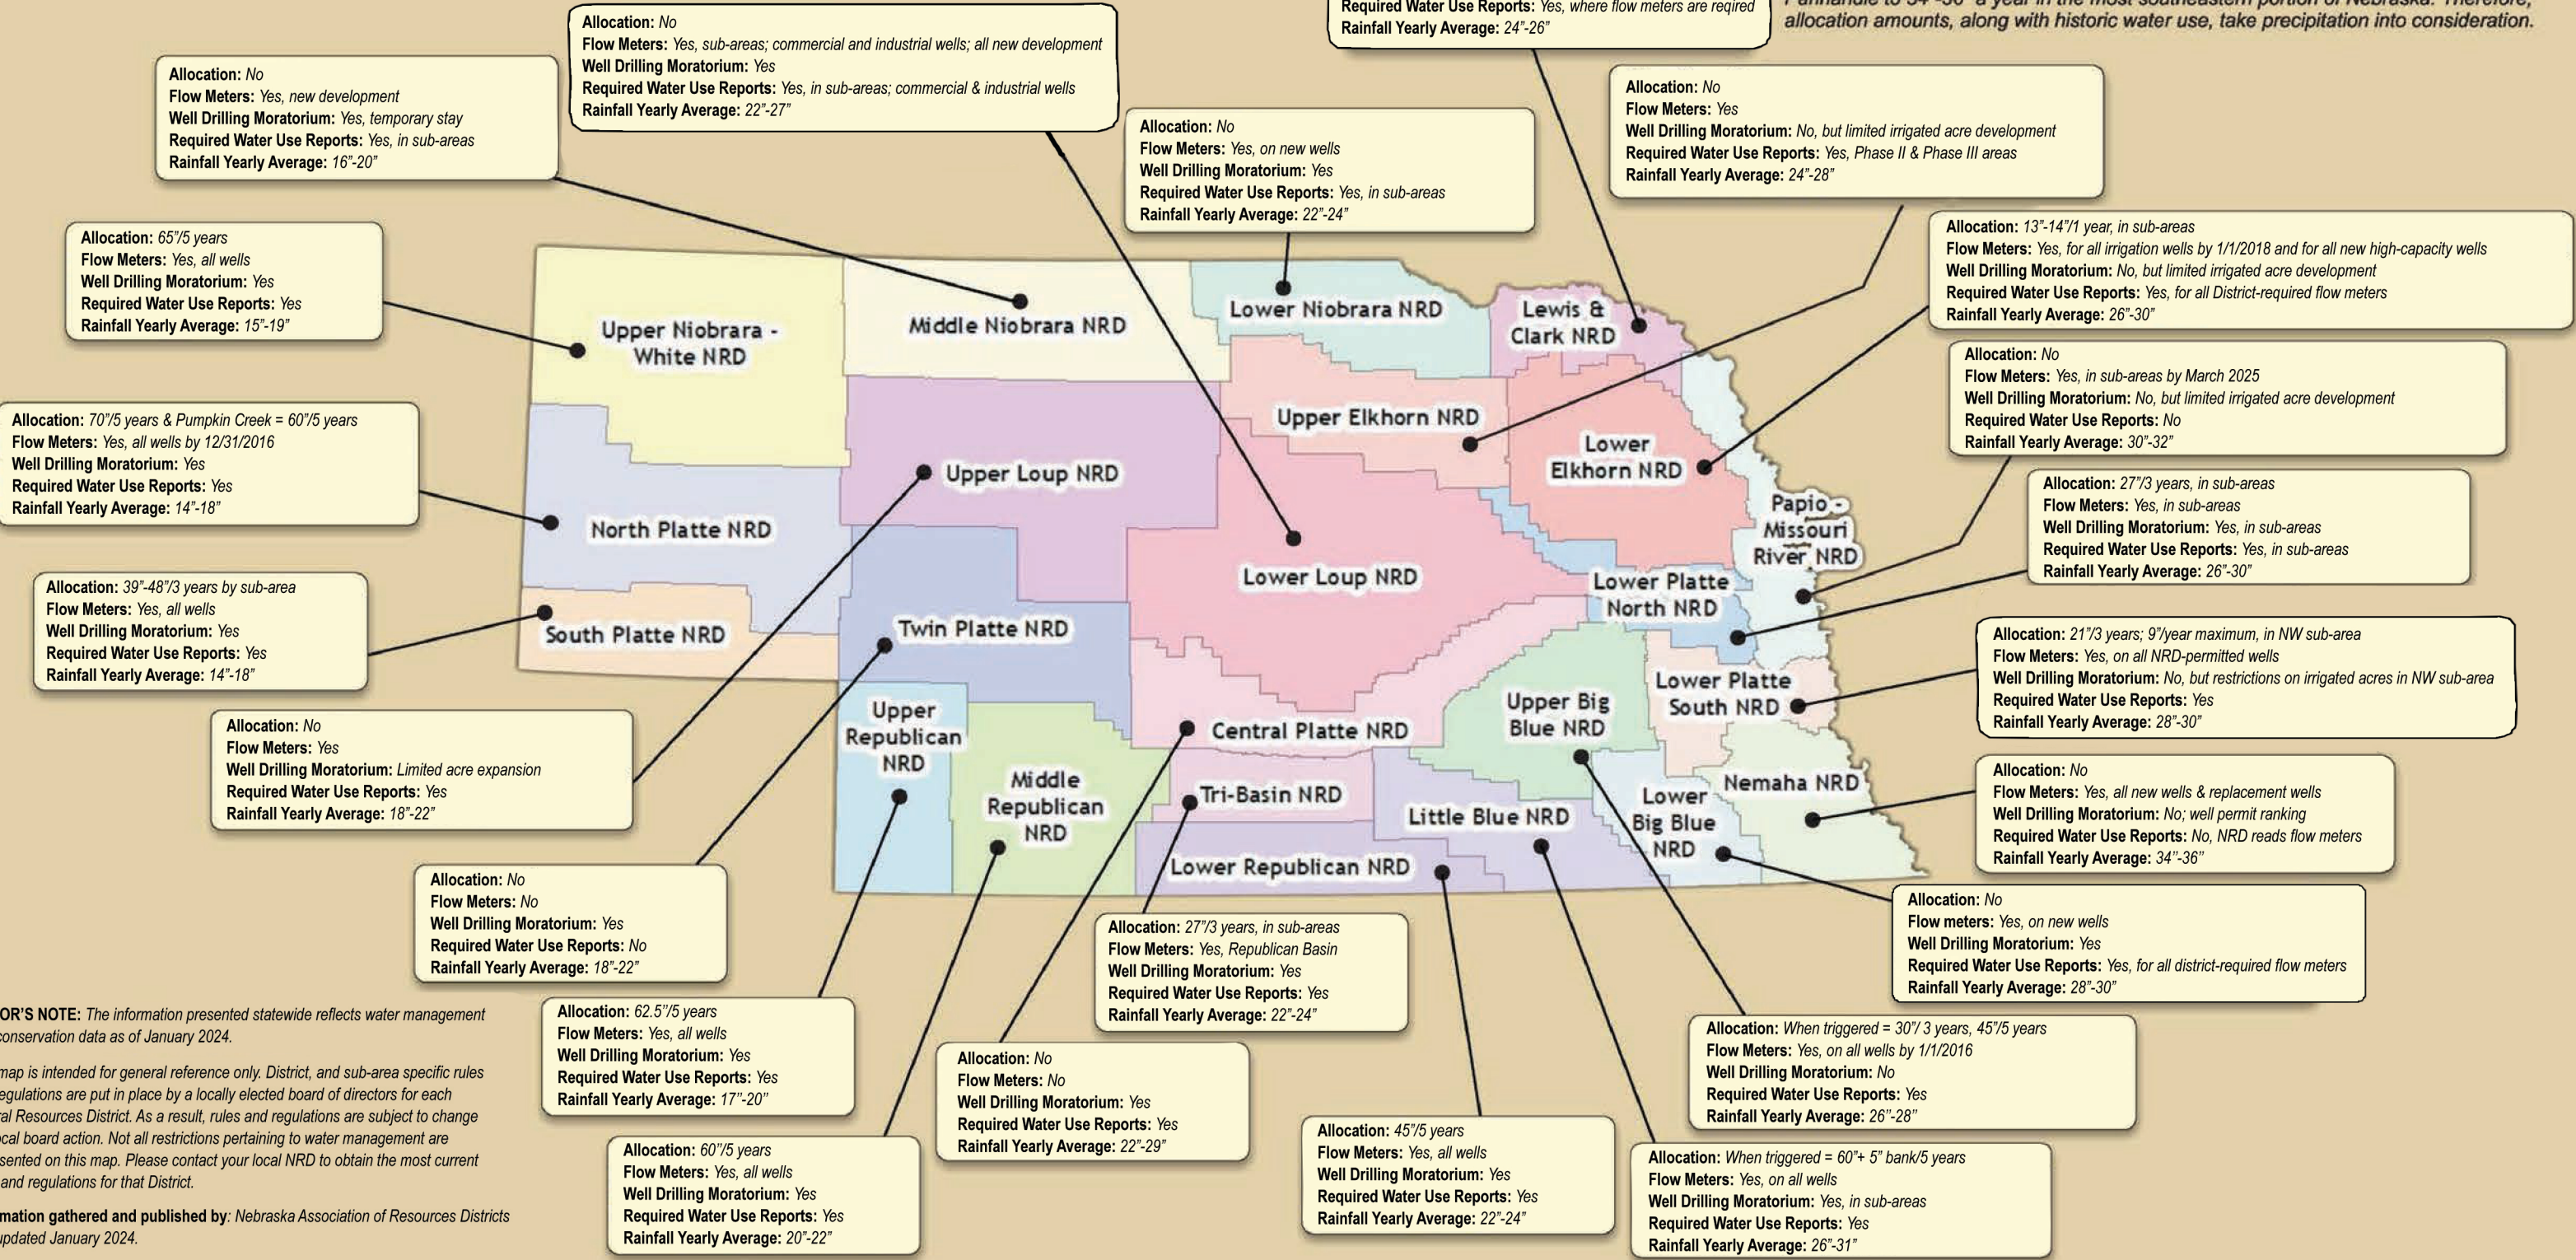 Required Water Use Reports: Yes, where flow meters are reqired
Rainfall Yearly Average: 24”-26”
allocation amounts, along with historic water use, take precipitation into consideration.
Allocation: No
Flow Meters: Yes, sub-areas; commercial and industrial wells; all new development
Well Drilling Moratorium: Yes
Required Water Use Reports: Yes, in sub-areas; commercial & industrial wells
Rainfall Yearly Average: 22”-27”
Allocation: No
Flow Meters: Yes, new development
Well Drilling Moratorium: Yes, temporary stay
Required Water Use Reports: Yes, in sub-areas
Rainfall Yearly Average: 16”-20”
Allocation: No
Flow Meters: Yes, on new wells
Well Drilling Moratorium: Yes
Required Water Use Reports: Yes, in sub-areas
Rainfall Yearly Average: 22”-24”
Allocation: No
Flow Meters: Yes
Well Drilling Moratorium: No, but limited irrigated acre development
Required Water Use Reports: Yes, Phase II & Phase III areas
Rainfall Yearly Average: 24”-28”
Allocation: 65”/5 years
Flow Meters: Yes, all wells
Well Drilling Moratorium: Yes
Required Water Use Reports: Yes
Rainfall Yearly Average: 15”-19”
Allocation: 13”-14”/1 year, in sub-areas
Flow Meters: Yes, for all irrigation wells by 1/1/2018 and for all new high-capacity wells
Well Drilling Moratorium: No, but limited irrigated acre development
Required Water Use Reports: Yes, for all District-required flow meters
Rainfall Yearly Average: 26”-30”
Allocation: No
Flow Meters: Yes, in sub-areas by March 2025
Well Drilling Moratorium: No, but limited irrigated acre development
Required Water Use Reports: No
Rainfall Yearly Average: 30”-32”
Allocation: 70”/5 years & Pumpkin Creek = 60”/5 years
Flow Meters: Yes, all wells by 12/31/2016
Well Drilling Moratorium: Yes
Required Water Use Reports: Yes
Rainfall Yearly Average: 14”-18”
Allocation: 27”/3 years, in sub-areas
Flow Meters: Yes, in sub-areas
Well Drilling Moratorium: Yes, in sub-areas
Required Water Use Reports: Yes, in sub-areas
Rainfall Yearly Average: 26”-30”
Allocation: 39”-48”/3 years by sub-area
Flow Meters: Yes, all wells
Well Drilling Moratorium: Yes
Required Water Use Reports: Yes
Rainfall Yearly Average: 14”-18”
Allocation: 21”/3 years; 9”/year maximum, in NW sub-area
Flow Meters: Yes, on all NRD-permitted wells
Well Drilling Moratorium: No, but restrictions on irrigated acres in NW sub-area
Required Water Use Reports: Yes
Rainfall Yearly Average: 28”-30”
Allocation: No
Flow Meters: Yes
Well Drilling Moratorium: Limited acre expansion
Required Water Use Reports: Yes
Rainfall Yearly Average: 18”-22”
Allocation: No
Flow Meters: Yes, all new wells & replacement wells
Well Drilling Moratorium: No; well permit ranking
Required Water Use Reports: No, NRD reads flow meters
Rainfall Yearly Average: 34”-36”
Upper Niobrara -
White NRD
Middle Niobrara NRD
Lower Niobrara NRD
Lewis &
Clark NRD
Upper Elkhorn NRD
Lower
Elkhorn NRD
Upper Loup NRD
North Platte NRD
Papio -
Missouri
River NRD
Lower Loup NRD
Lower Platte
North NRD
South Platte NRD
Twin Platte NRD
Lower Platte
South NRD
Upper Big
Blue NRD
Central Platte NRD
Upper
Republican
NRD
Middle
Republican
NRD
Tri-Basin NRD
Nemaha NRD
Little Blue NRD
Lower
Big Blue
NRD
Lower Republican NRD
Allocation: No
Flow Meters: No
Well Drilling Moratorium: Yes
Required Water Use Reports: No
Rainfall Yearly Average: 18”-22”
Allocation: No
Flow meters: Yes, on new wells
Well Drilling Moratorium: Yes
Required Water Use Reports: Yes, for all district-required flow meters
Rainfall Yearly Average: 28”-30”
Allocation: 27”/3 years, in sub-areas
Flow Meters: Yes, Republican Basin
Well Drilling Moratorium: Yes
Required Water Use Reports: Yes
Rainfall Yearly Average: 22”-24”
Allocation: 62.5”/5 years
Flow Meters: Yes, all wells
Well Drilling Moratorium: Yes
Required Water Use Reports: Yes
Rainfall Yearly Average: 17”-20”
Allocation: No
Flow Meters: No
Well Drilling Moratorium: Yes
Required Water Use Reports: Yes
Rainfall Yearly Average: 22”-29”
Allocation: When triggered = 30”/ 3 years, 45”/5 years
Flow Meters: Yes, on all wells by 1/1/2016
Well Drilling Moratorium: No
Required Water Use Reports: Yes
Rainfall Yearly Average: 26”-28”
Allocation: 60”/5 years
Flow Meters: Yes, all wells
Well Drilling Moratorium: Yes
Required Water Use Reports: Yes
Rainfall Yearly Average: 20”-22”
Allocation: 45”/5 years
Flow Meters: Yes, all wells
Well Drilling Moratorium: Yes
Required Water Use Reports: Yes
Rainfall Yearly Average: 22”-24”
Allocation: When triggered = 60”+ 5” bank/5 years
Flow Meters: Yes, on all wells
Well Drilling Moratorium: Yes, in sub-areas
Required Water Use Reports: Yes
Rainfall Yearly Average: 26”-31”
OR’S NOTE: The information presented statewide reflects water management
conservation data as of January 2024.
map is intended for general reference only. District, and sub-area specific rules
egulations are put in place by a locally elected board of directors for each
al Resources District. As a result, rules and regulations are subject to change
ocal board action. Not all restrictions pertaining to water management are
sented on this map. Please contact your local NRD to obtain the most current
and regulations for that District.
mation gathered and published by: Nebraska Association of Resources Districts
updated January 2024.